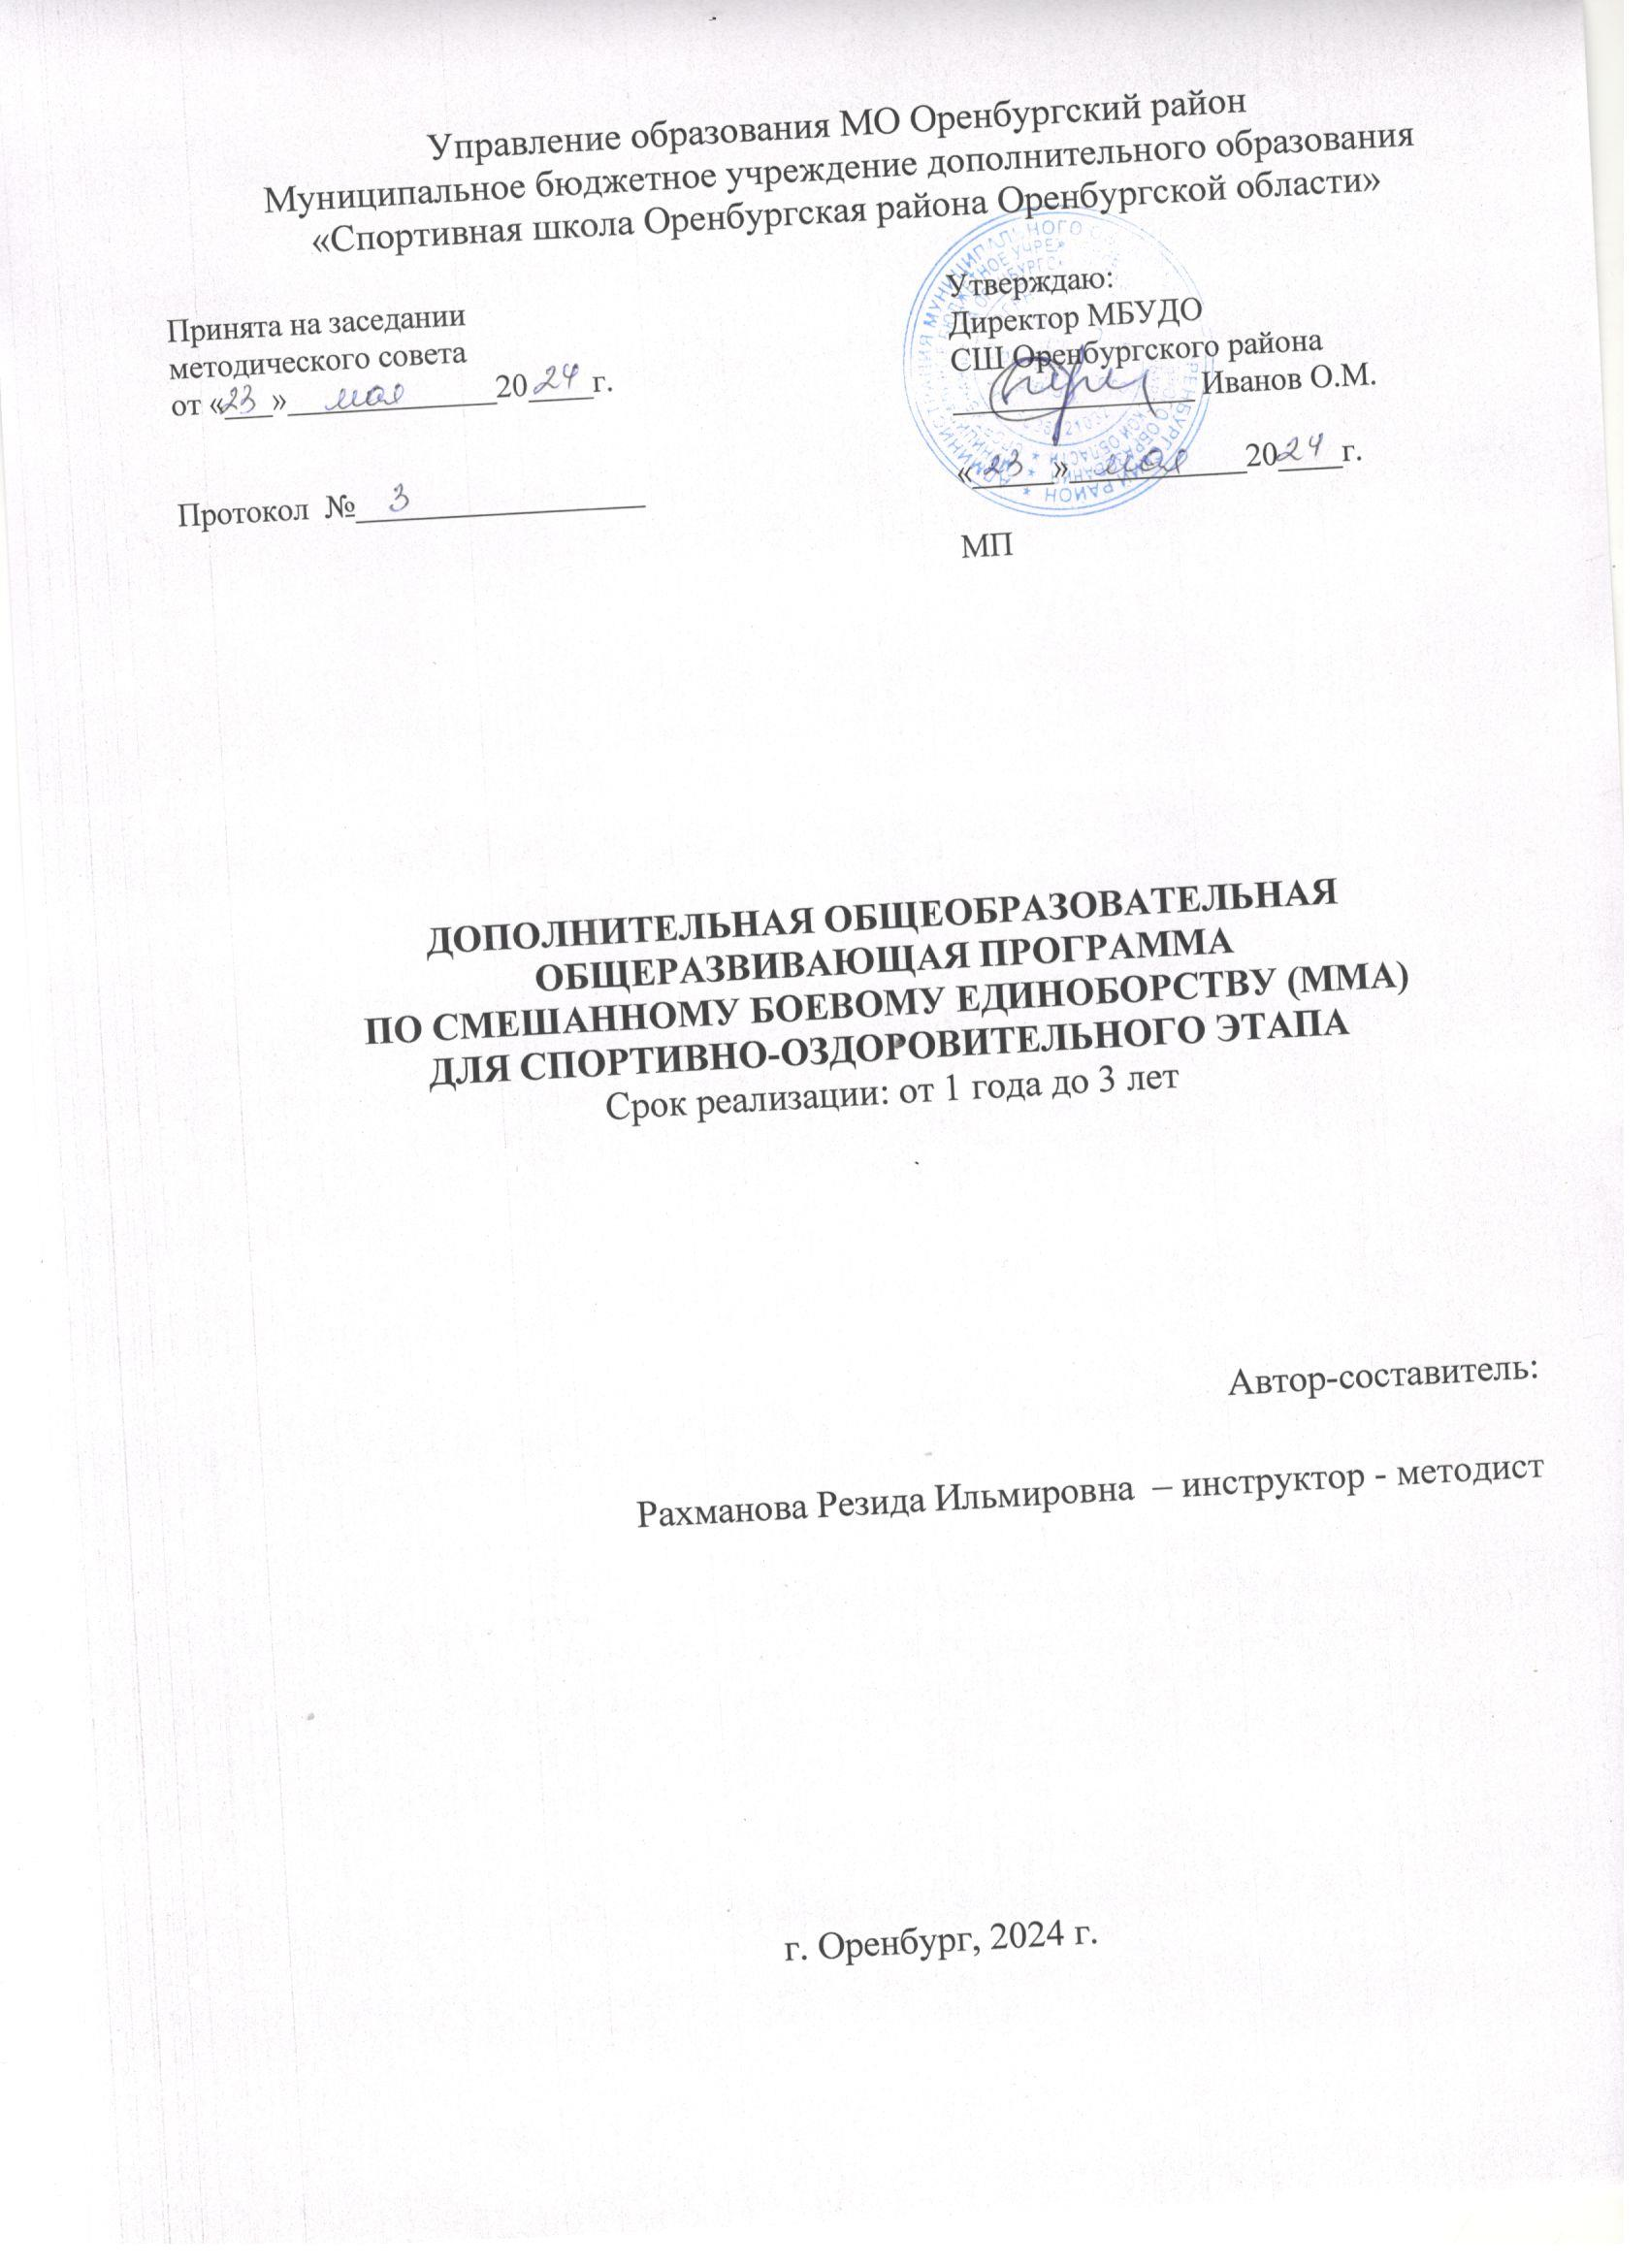 Управление образования МО Оренбургский район
Муниципальное бюджетное учреждение дополнительного образования
«Спортивная школа Оренбургская района Оренбургской области»
Принята на заседании
методического совета
от «23» мая 2024 г.
Протокол № 3
Утверждаю:
Директор МБУДО
СШ Оренбургского района
Иванов О.М.
«23» мая 2024 г.
МП
ДОПОЛНИТЕЛЬНАЯ ОБЩЕОБРАЗОВАТЕЛЬНАЯ
ОБЩЕРАЗВИВАЮЩАЯ ПРОГРАММА
ПО СМЕШАННОМУ БОЕВОМУ ЕДИНОБОРСТВУ (ММА)
ДЛЯ СПОРТИВНО-ОЗДОРОВИТЕЛЬНОГО ЭТАПА
Срок реализации: от 1 года до 3 лет
Автор-составитель:
Рахманова Резида Ильмировна – инструктор - методист
г. Оренбург, 2024 г.